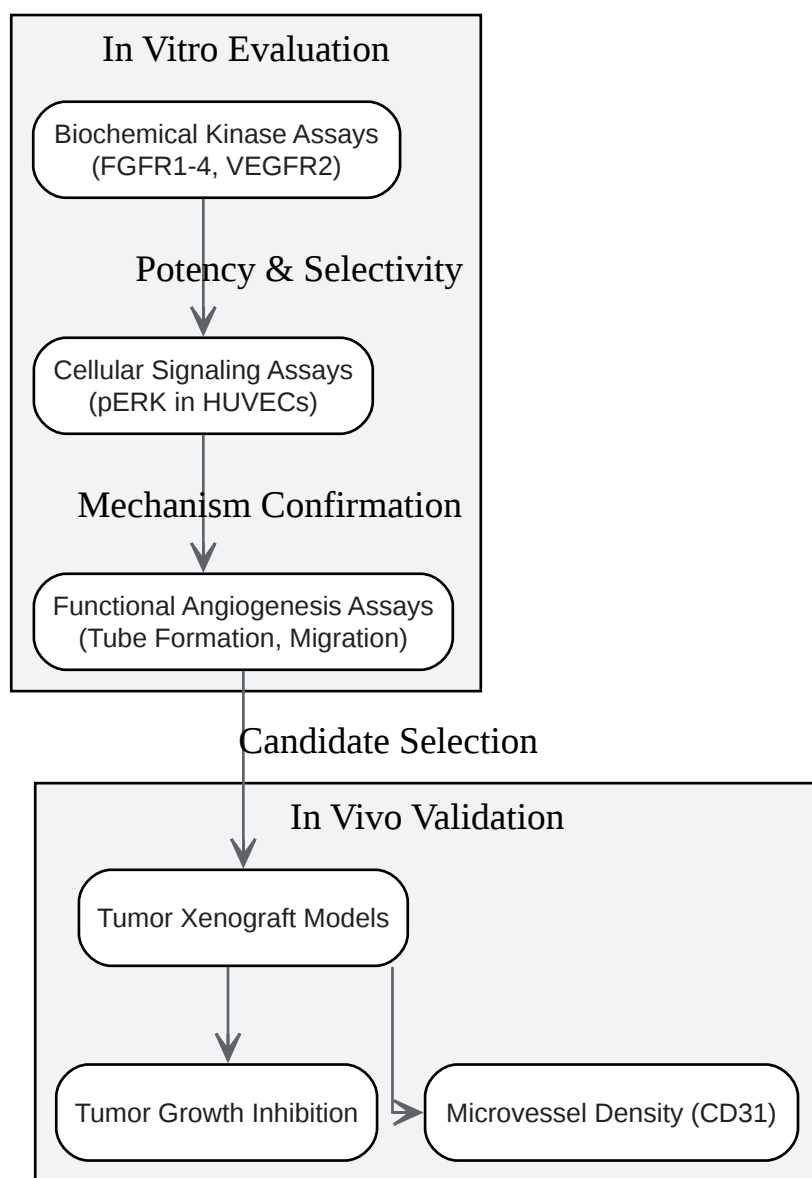 In Vitro Evaluation
Biochemical Kinase Assays
(FGFR1-4, VEGFR2)
Potency & Selectivity
Cellular Signaling Assays
(pERK in HUVECs)
Mechanism Confirmation
Functional Angiogenesis Assays
(Tube Formation, Migration)
Candidate Selection
In Vivo Validation
Tumor Xenograft Models
Tumor Growth Inhibition
Microvessel Density (CD31)